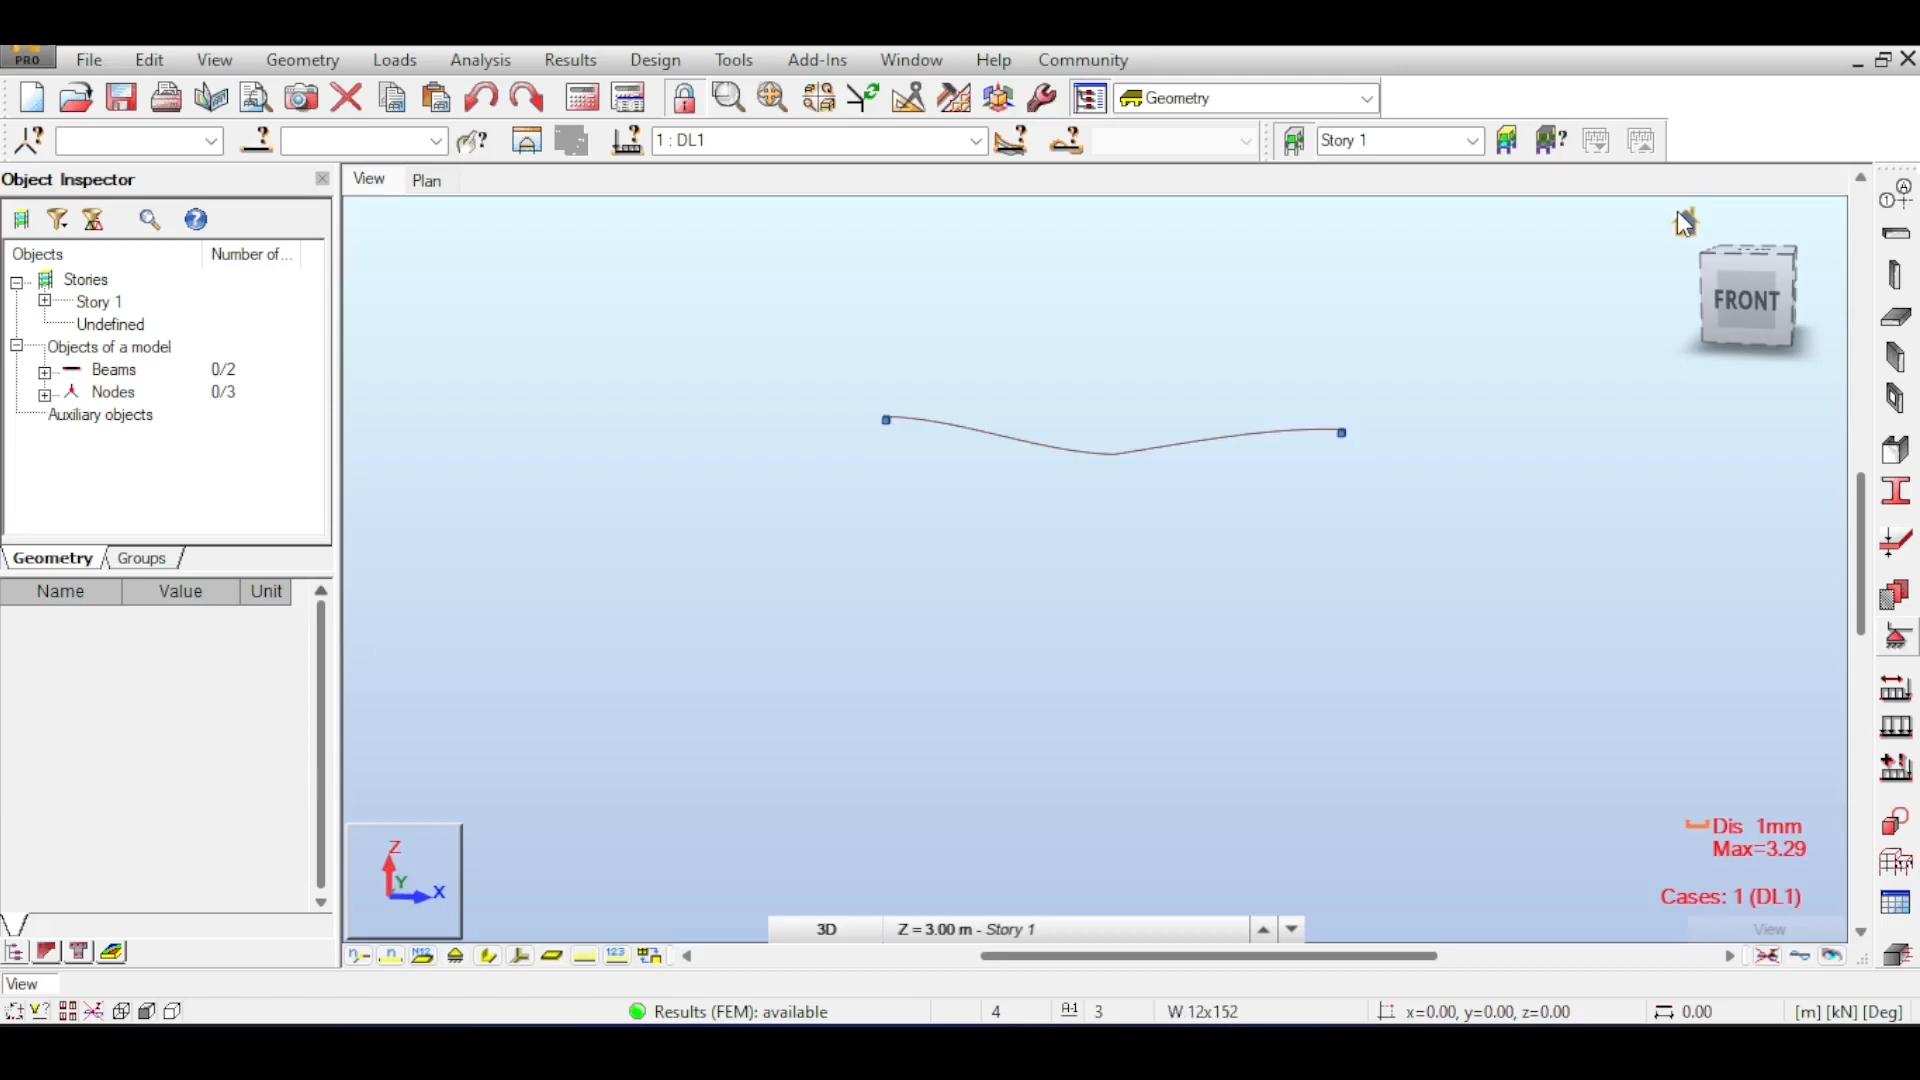 PRO File Edit View Geometry Loads Analysis Results Design Tools Add-Ins Window Help Community
Geometry
1 : DL1 Story 1
Object Inspector
View Plan
Objects Number of...
Stories
Story 1
Undefined
Objects of a model
Beams 0/2
Nodes 0/3
Auxiliary objects
FRONT
Geometry Groups
Name Value Unit
Dis 1mm
Max=3.29
Cases: 1 (DL1)
Z
Y
X
3D Z = 3.00 m - Story 1
View
View
Results (FEM): available 4 3 W 12x152 x=0.00, y=0.00, z=0.00 0.00 [m] [kN] [Deg]